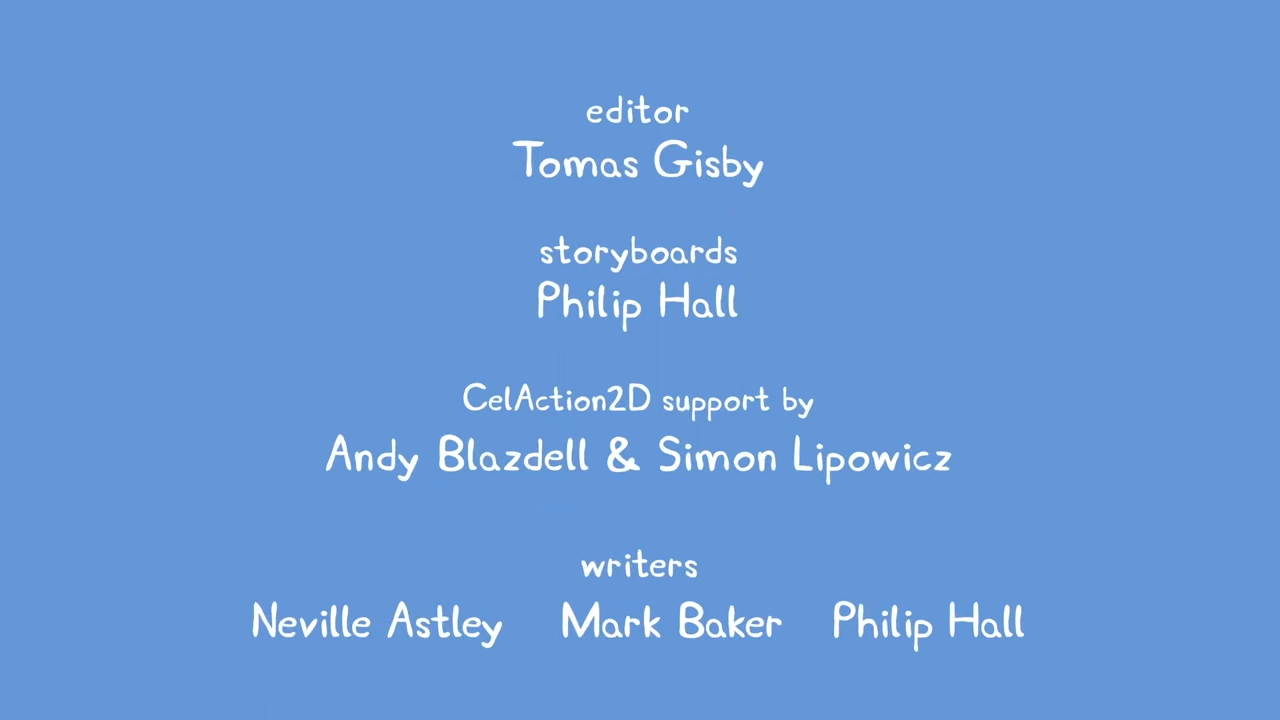 editor
Tomas Gisby
storyboards
Philip Hall
CelAction2D support by
Andy Blazdell & Simon Lipowicz
writers
Neville Astley Mark Baker Philip Hall